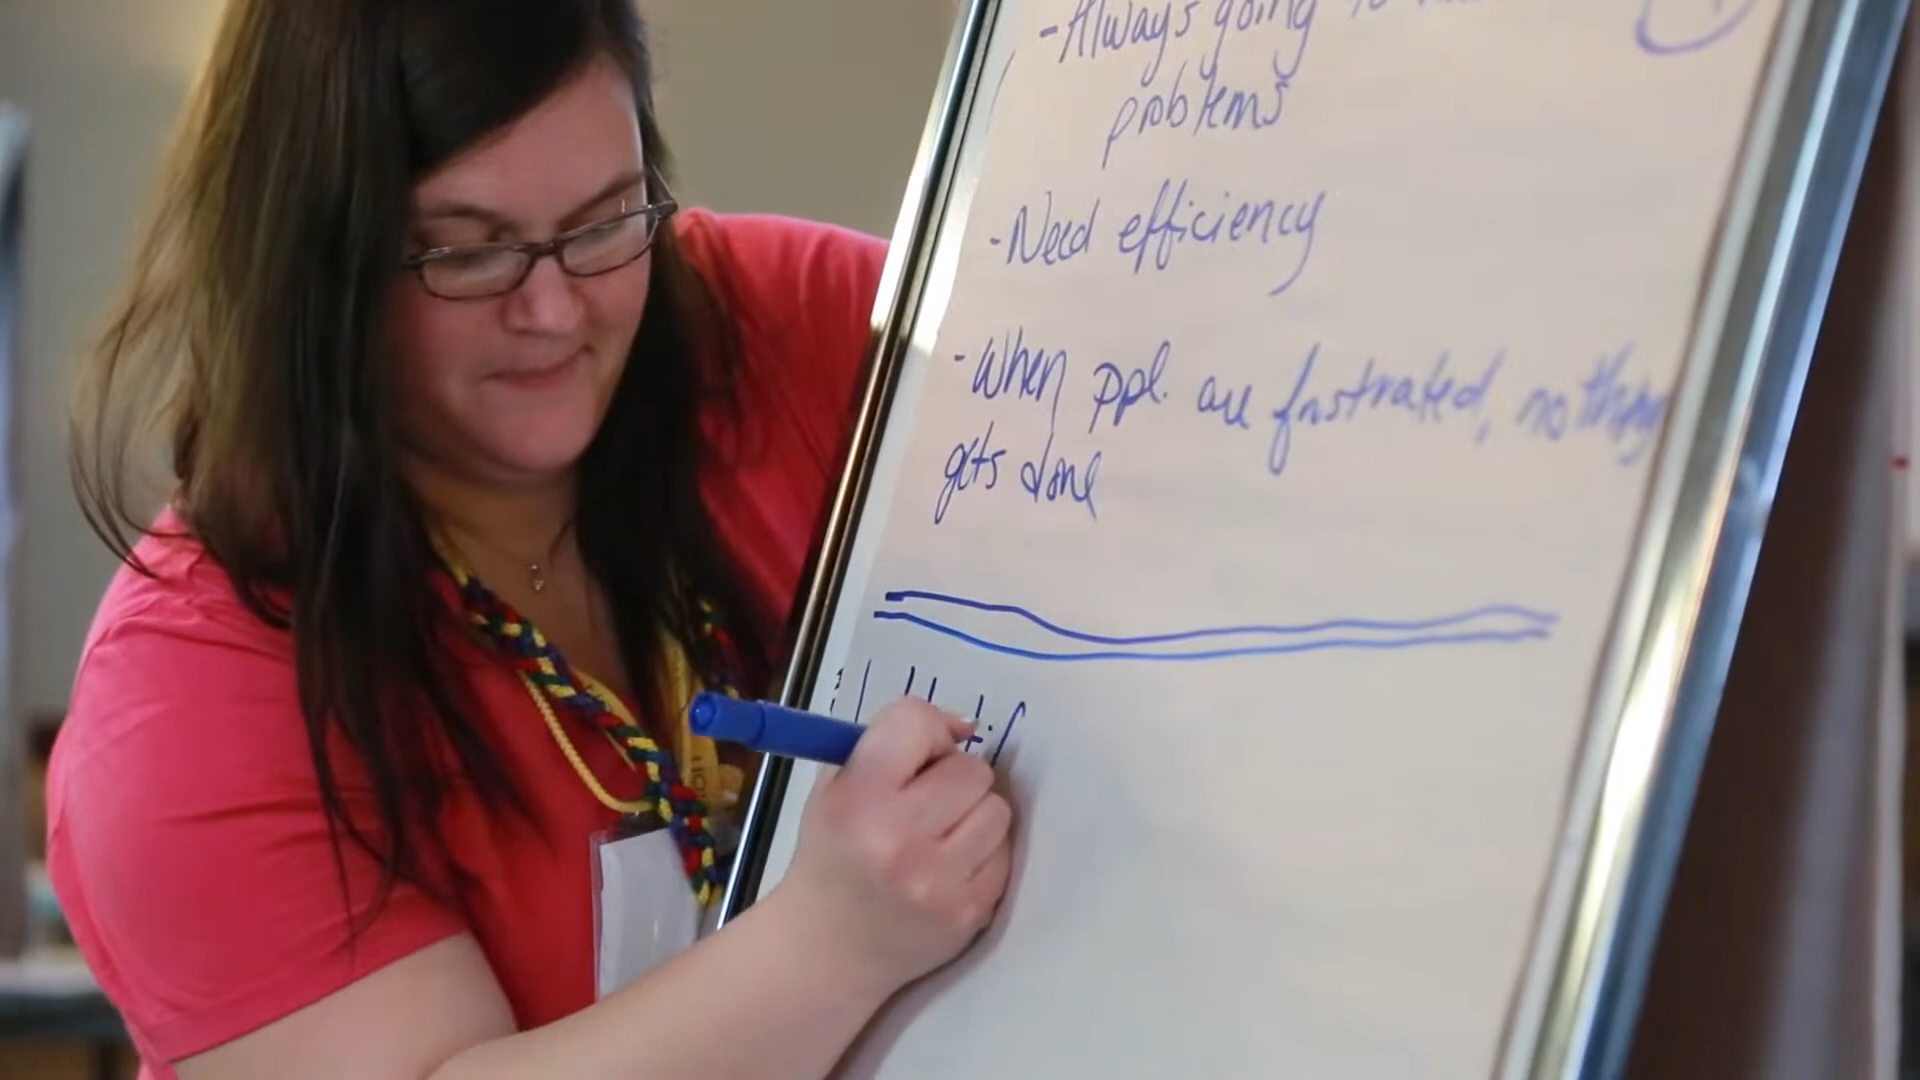 - Always going to
problems
- Need efficiency
- When ppl. are frustrated, nothing
gets done